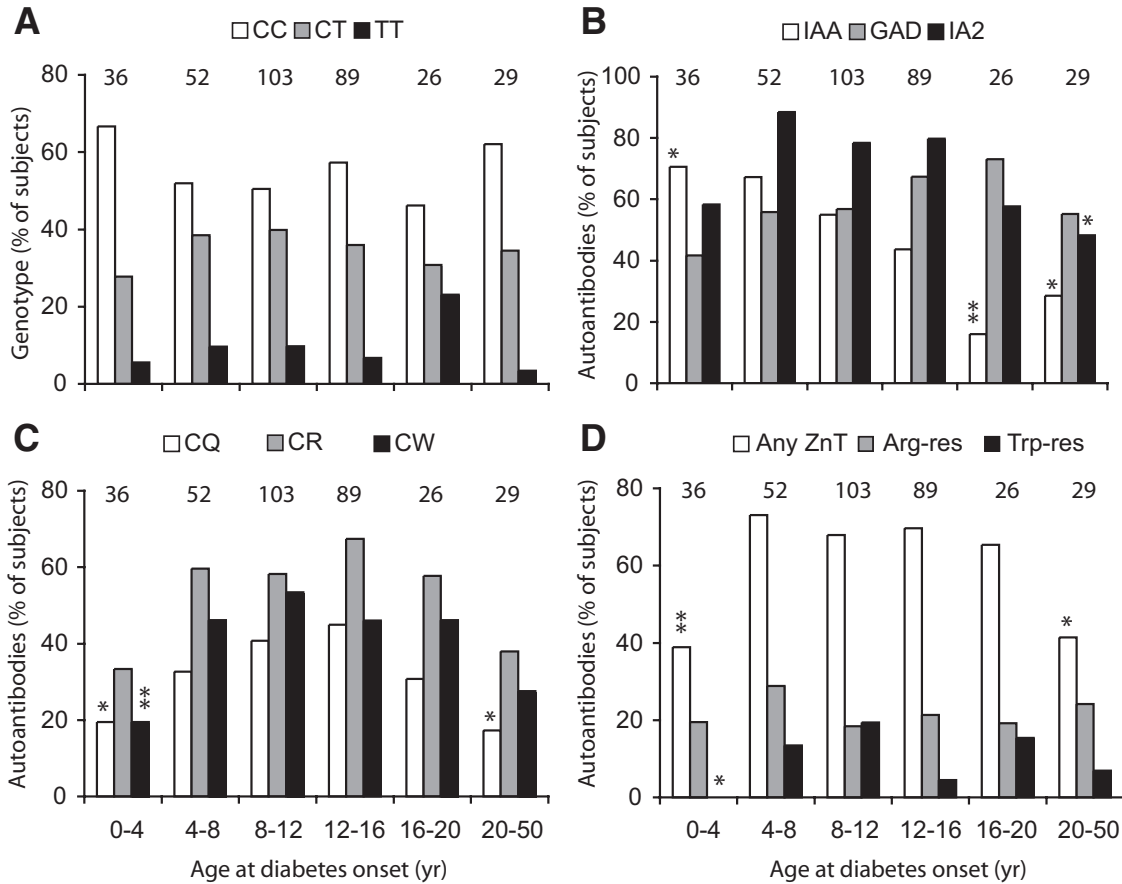 A
CC CT TT
80
60
40
20
0
Genotype (% of subjects)
36 52 103 89 26 29
B
IAA GAD IA2
100
80
60
40
20
0
Autoantibodies (% of subjects)
36 52 103 89 26 29
*
**
*
*
C
CQ CR CW
80
60
40
20
0
Autoantibodies (% of subjects)
36 52 103 89 26 29
*
**
*
0-4 4-8 8-12 12-16 16-20 20-50
Age at diabetes onset (yr)
D
Any ZnT Arg-res Trp-res
80
60
40
20
0
Autoantibodies (% of subjects)
36 52 103 89 26 29
**
*
*
0-4 4-8 8-12 12-16 16-20 20-50
Age at diabetes onset (yr)